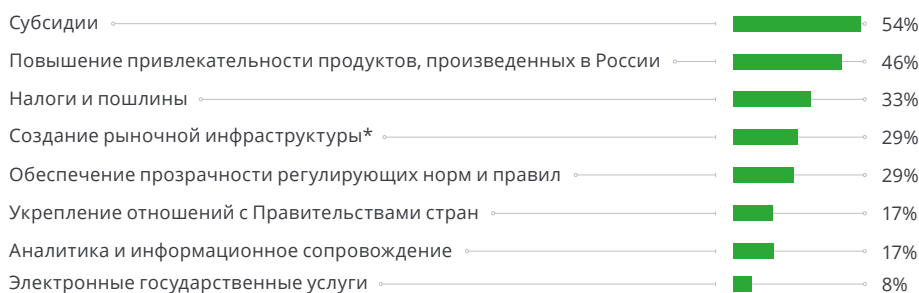 Субсидии 54%
Повышение привлекательности продуктов, произведенных в России 46%
Налоги и пошлины 33%
Создание рыночной инфраструктуры* 29%
Обеспечение прозрачности регулирующих норм и правил 29%
Укрепление отношений с Правительствами стран 17%
Аналитика и информационное сопровождение 17%
Электронные государственные услуги 8%